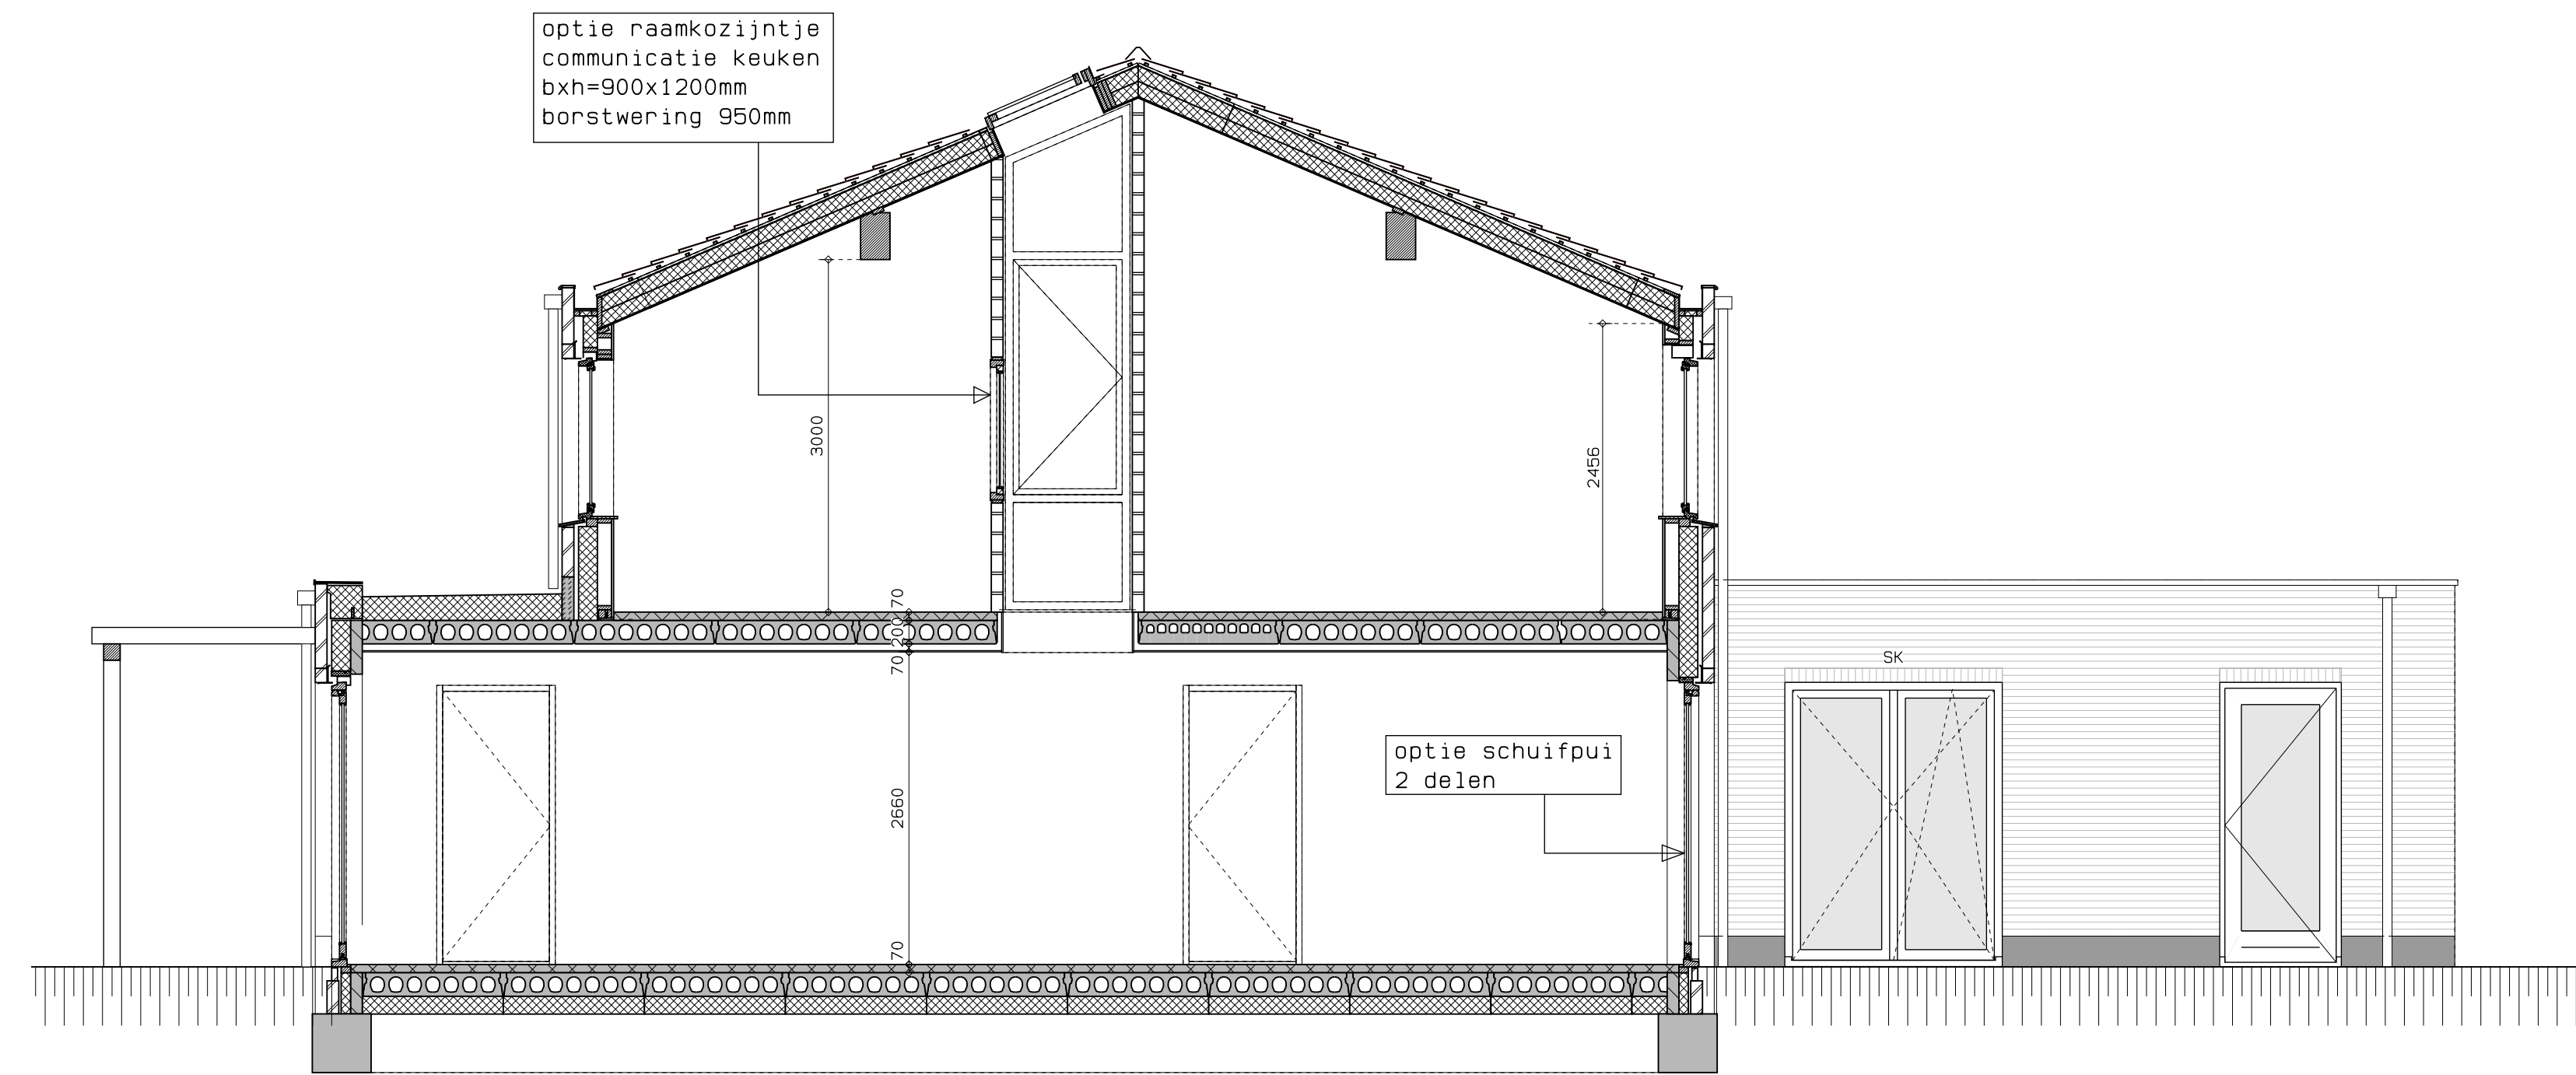 optie raamkozijntje
communicatie keuken
bxh=900x1200mm
borstwering 950mm
3000
2456
70
200
70
SK
optie schuifpui
2 delen
2660
70